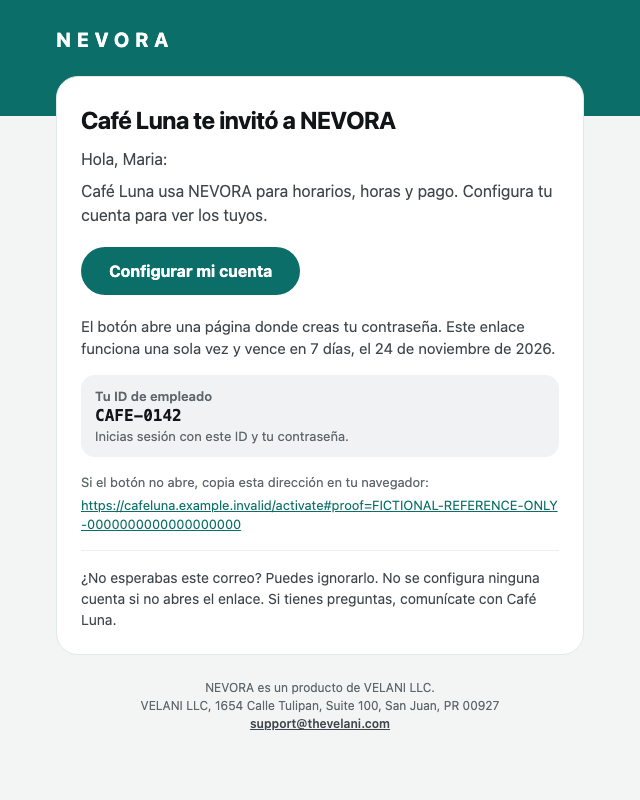 NEVORA
Café Luna te invitó a NEVORA
Hola, Maria:
Café Luna usa NEVORA para horarios, horas y pago. Configura tu
cuenta para ver los tuyos.
Configurar mi cuenta
El botón abre una página donde creas tu contraseña. Este enlace
funciona una sola vez y vence en 7 días, el 24 de noviembre de 2026.
Tu ID de empleado
CAFE-0142
Inicias sesión con este ID y tu contraseña.
Si el botón no abre, copia esta dirección en tu navegador:
https://cafeluna.example.invalid/activate#proof=FICTIONAL-REFERENCE-ONLY
-0000000000000000000
¿No esperabas este correo? Puedes ignorarlo. No se configura ninguna
cuenta si no abres el enlace. Si tienes preguntas, comunícate con Café
Luna.
NEVORA es un producto de VELANI LLC.
VELANI LLC, 1654 Calle Tulipan, Suite 100, San Juan, PR 00927
support@thevelani.com